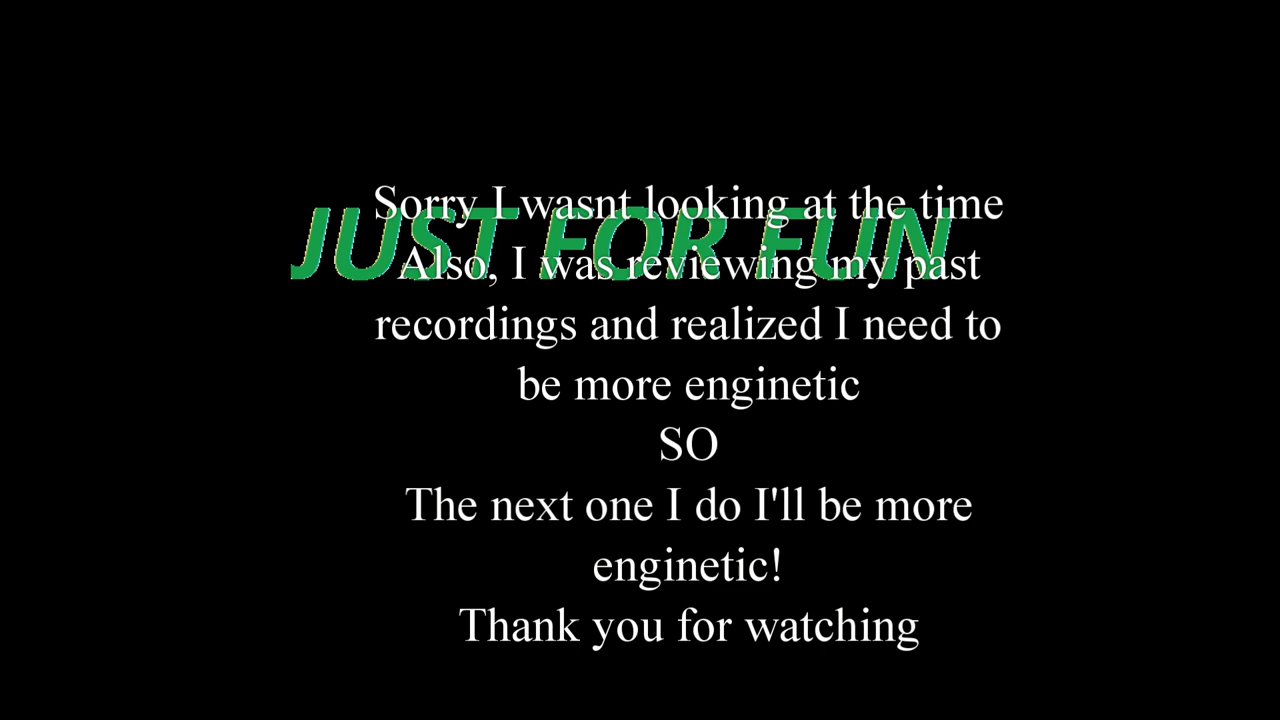 Sorry I wasnt looking at the time
JUST FOR FUN
Also, I was reviewing my past
recordings and realized I need to
be more enginetic
SO
The next one I do I'll be more
enginetic!
Thank you for watching